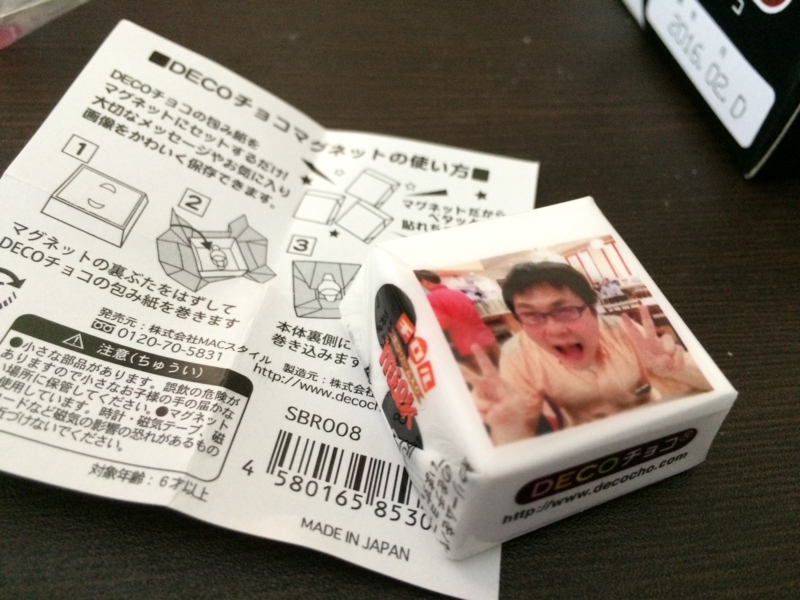 ■DECOチョコマグネットの使い方■
DECOチョコの包み紙を
マグネットにセットするだけ!
大切なメッセージやお気に入り
画像をかわいく保存できます。
1
2
3
マグネットだから
ペタッと
貼れち
マグネットの裏ぶたをはずして
DECOチョコの包み紙を巻きます
本体裏側に
巻き込みます
発売元:株式会社MACスタイル
0120-70-5831
製造元:株式会
http://www.decoch
注意(ちゅうい)
●小さな部品があります。誤飲の危険が
ありますので小さなお子様の手の届かな
い場所に保管してください。●マグネット
使用しています。時計・磁気テープ、磁
ードなど磁気の影響の恐れがあるもの
近づけないでください。
対象年齢:6才以上
SBR008
4 580165 8530
MADE IN JAPAN
DECOチョコ®
http://www.decocho.com
チロル
milk
2016.02.D